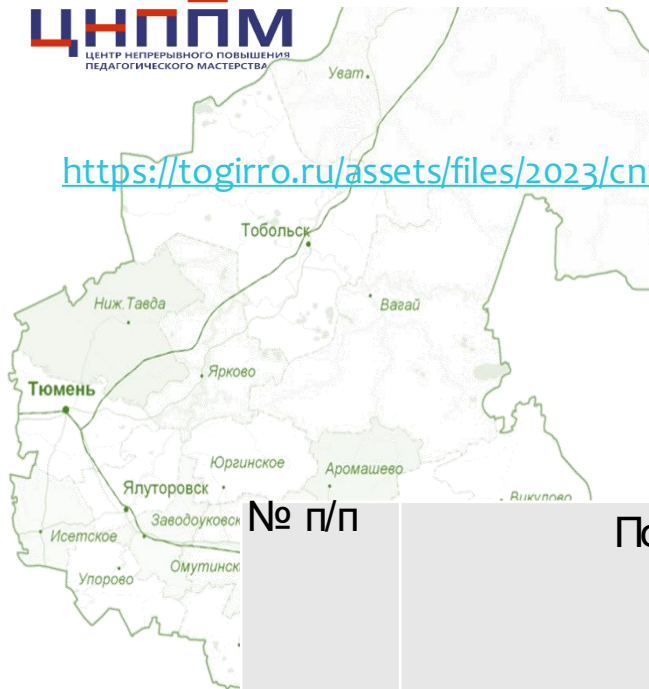 ЦНППМ
ЦЕНТР НЕПРЕРЫВНОГО ПОВЫШЕНИЯ
ПЕДАГОГИЧЕСКОГО МАСТЕРСТВА
Уват
https://togirro.ru/assets/files/2023/cn
Тобольск
Ниж.Тавда
Вагай
Ярково
Тюмень
Юргинское
Аромашево
Ялуторовск
Викулово
Заводоуковск
№ п/п
По
Исетское
Омутинск
Упорово